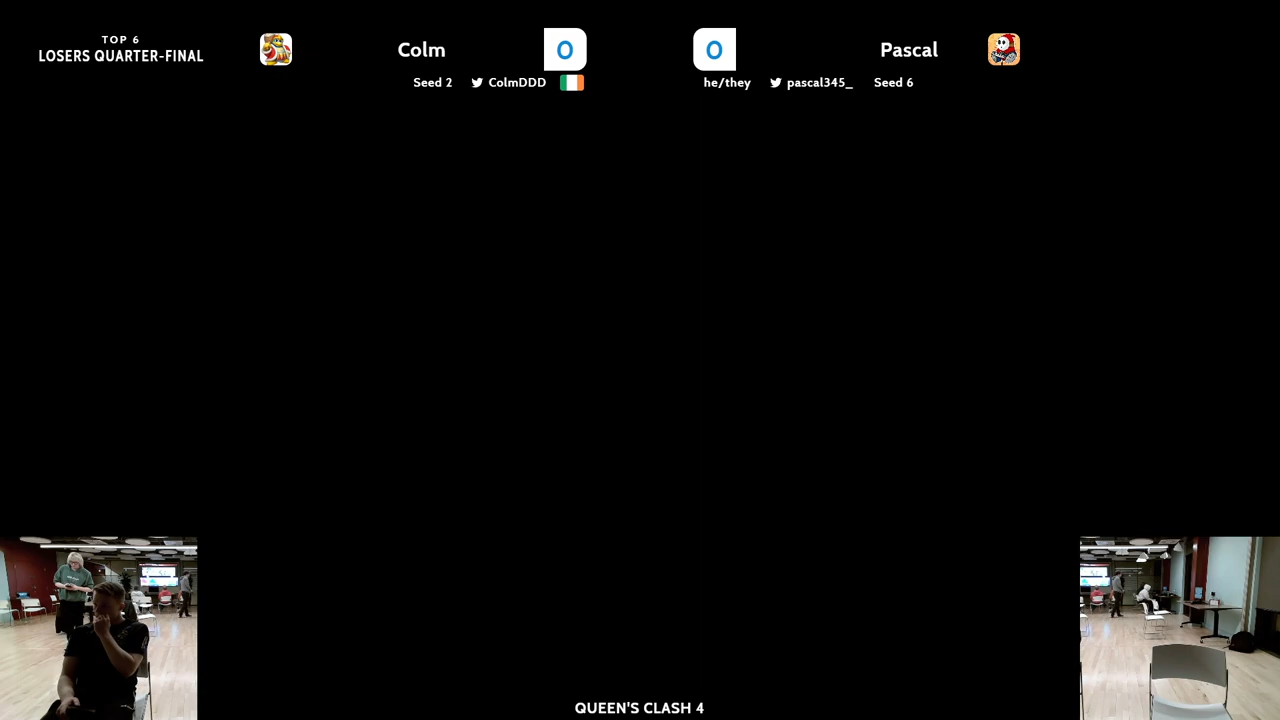 TOP 6
LOSERS QUARTER-FINAL
Colm
0
0
Pascal
Seed 2
ColmDDD
he/they
pascal345_
Seed 6
QUEEN'S CLASH 4